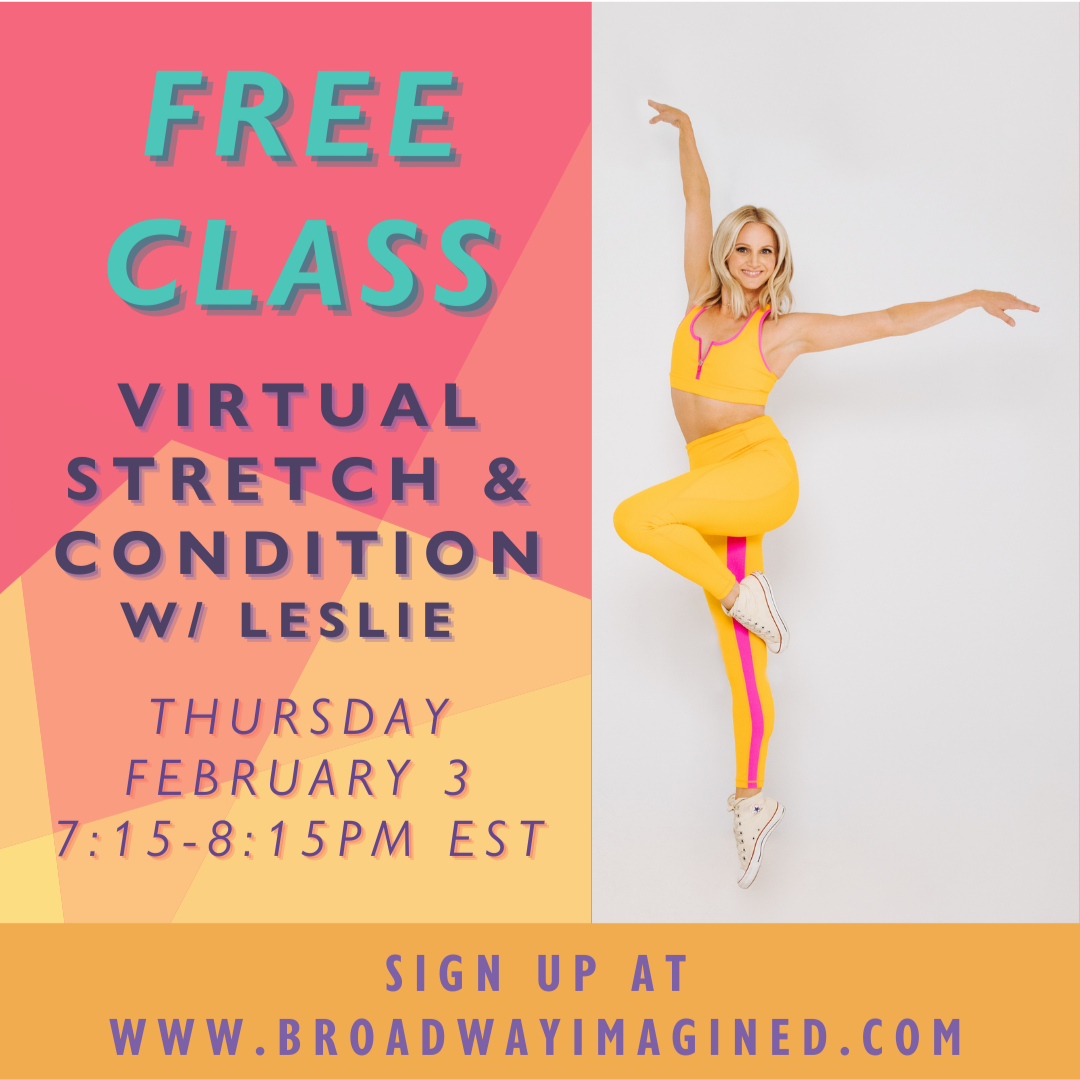 FREE
CLASS
VIRTUAL
STRETCH &
CONDITION
W/ LESLIE
THURSDAY
FEBRUARY 3
7:15-8:15PM EST
SIGN UP AT
WWW.BROADWAYIMAGINED.COM